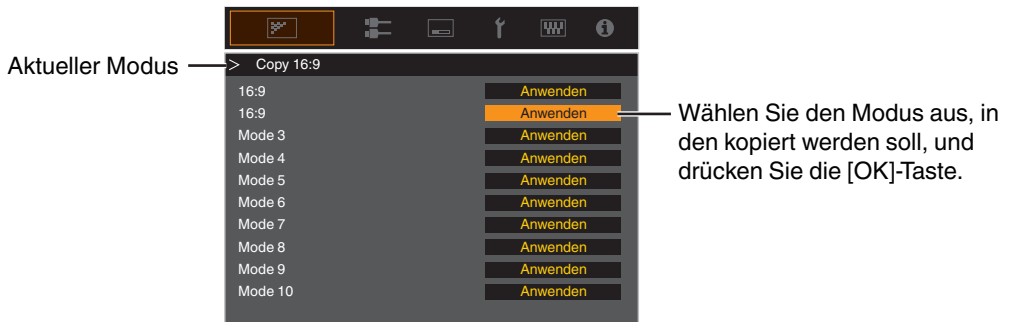 Aktueller Modus
> Copy 16:9
16:9 Anwenden
16:9 Anwenden
Mode 3 Anwenden
Mode 4 Anwenden
Mode 5 Anwenden
Mode 6 Anwenden
Mode 7 Anwenden
Mode 8 Anwenden
Mode 9 Anwenden
Mode 10 Anwenden
Wählen Sie den Modus aus, in
den kopiert werden soll, und
drücken Sie die [OK]-Taste.